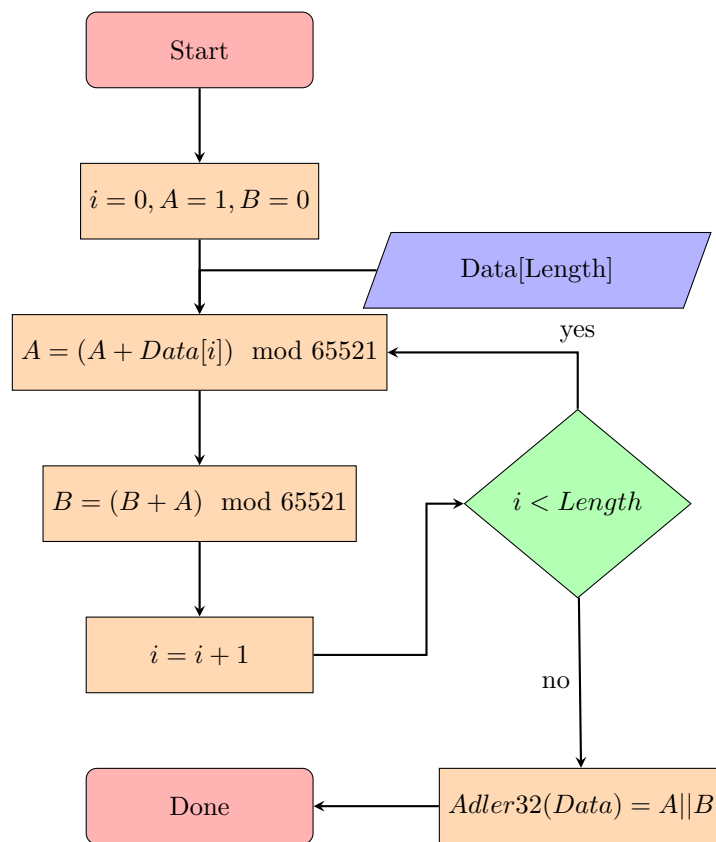 Start
i = 0, A = 1, B = 0
Data[Length]
A = (A + Data[i]) mod 65521
yes
B = (B + A) mod 65521
i < Length
i = i + 1
no
Done
Adler32(Data) = A||B